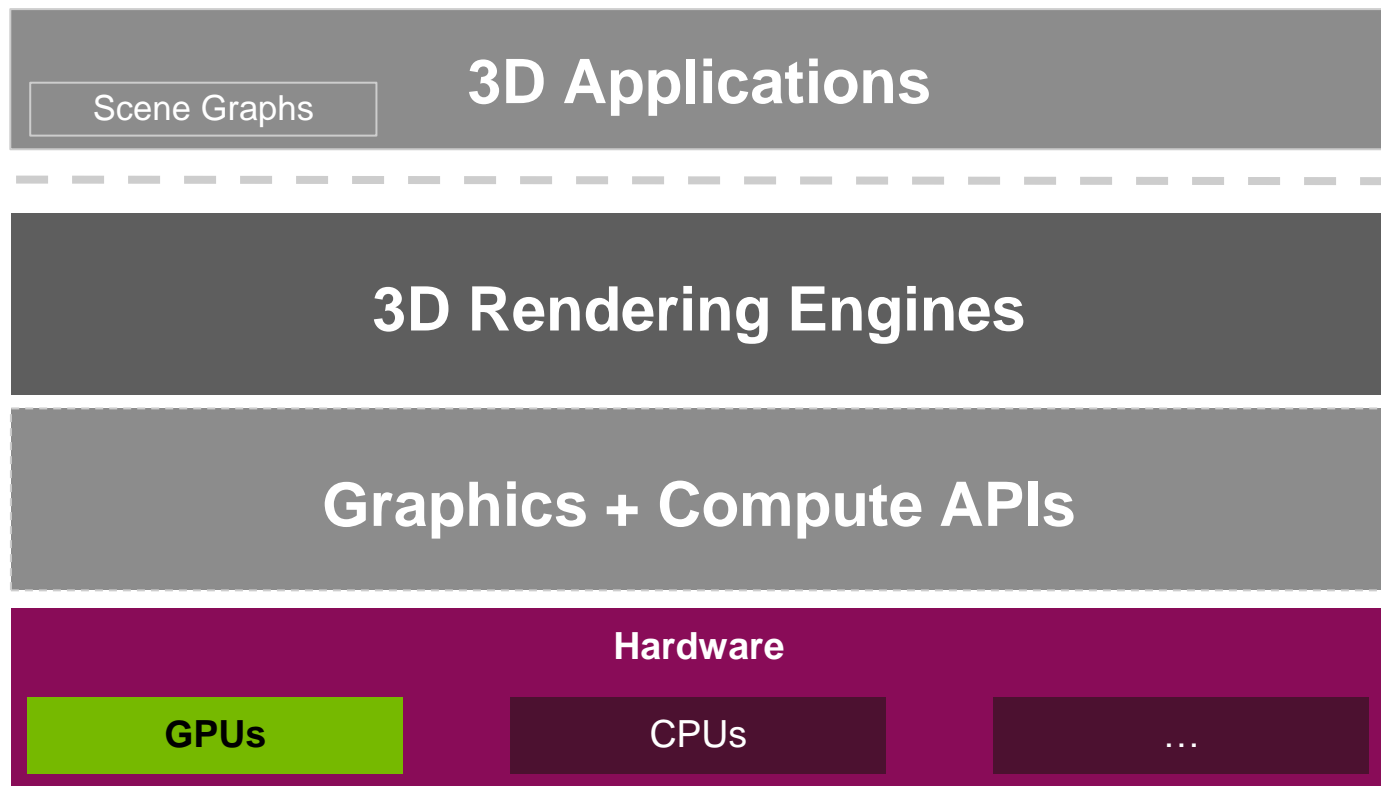 3D Applications
Scene Graphs
3D Rendering Engines
Graphics + Compute APIs
Hardware
GPUs
CPUs
…